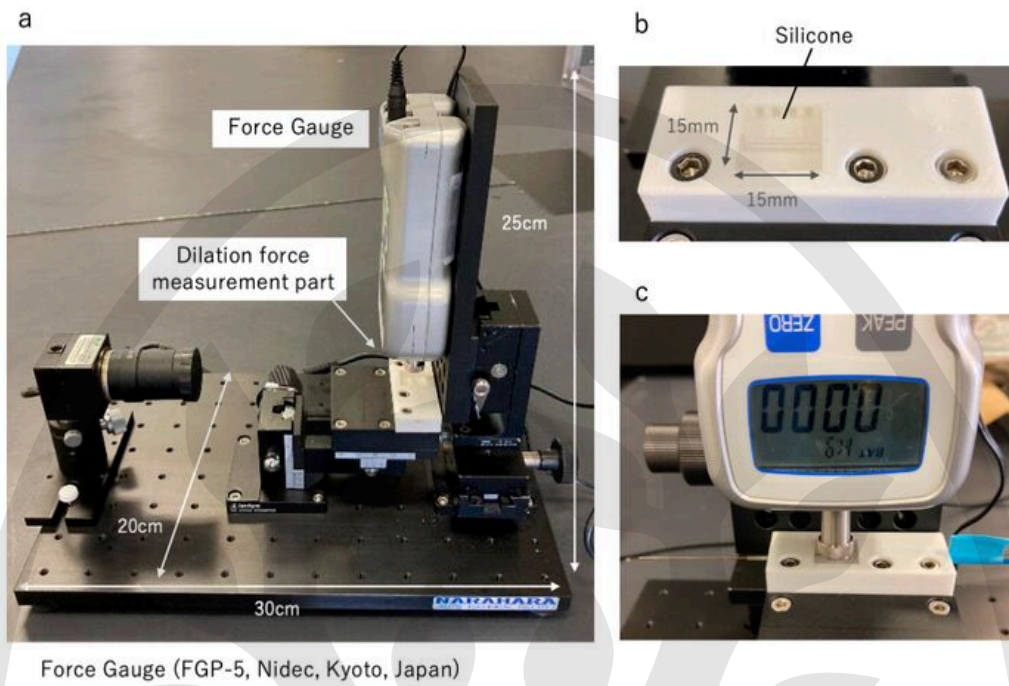 a
Force Gauge
Dilation force
measurement part
25cm
20cm
30cm
NARAHARA
Force Gauge (FGP-5, Nidec, Kyoto, Japan)
b
Silicone
15mm
15mm
c
ZERO
PEAK
0000
BAT